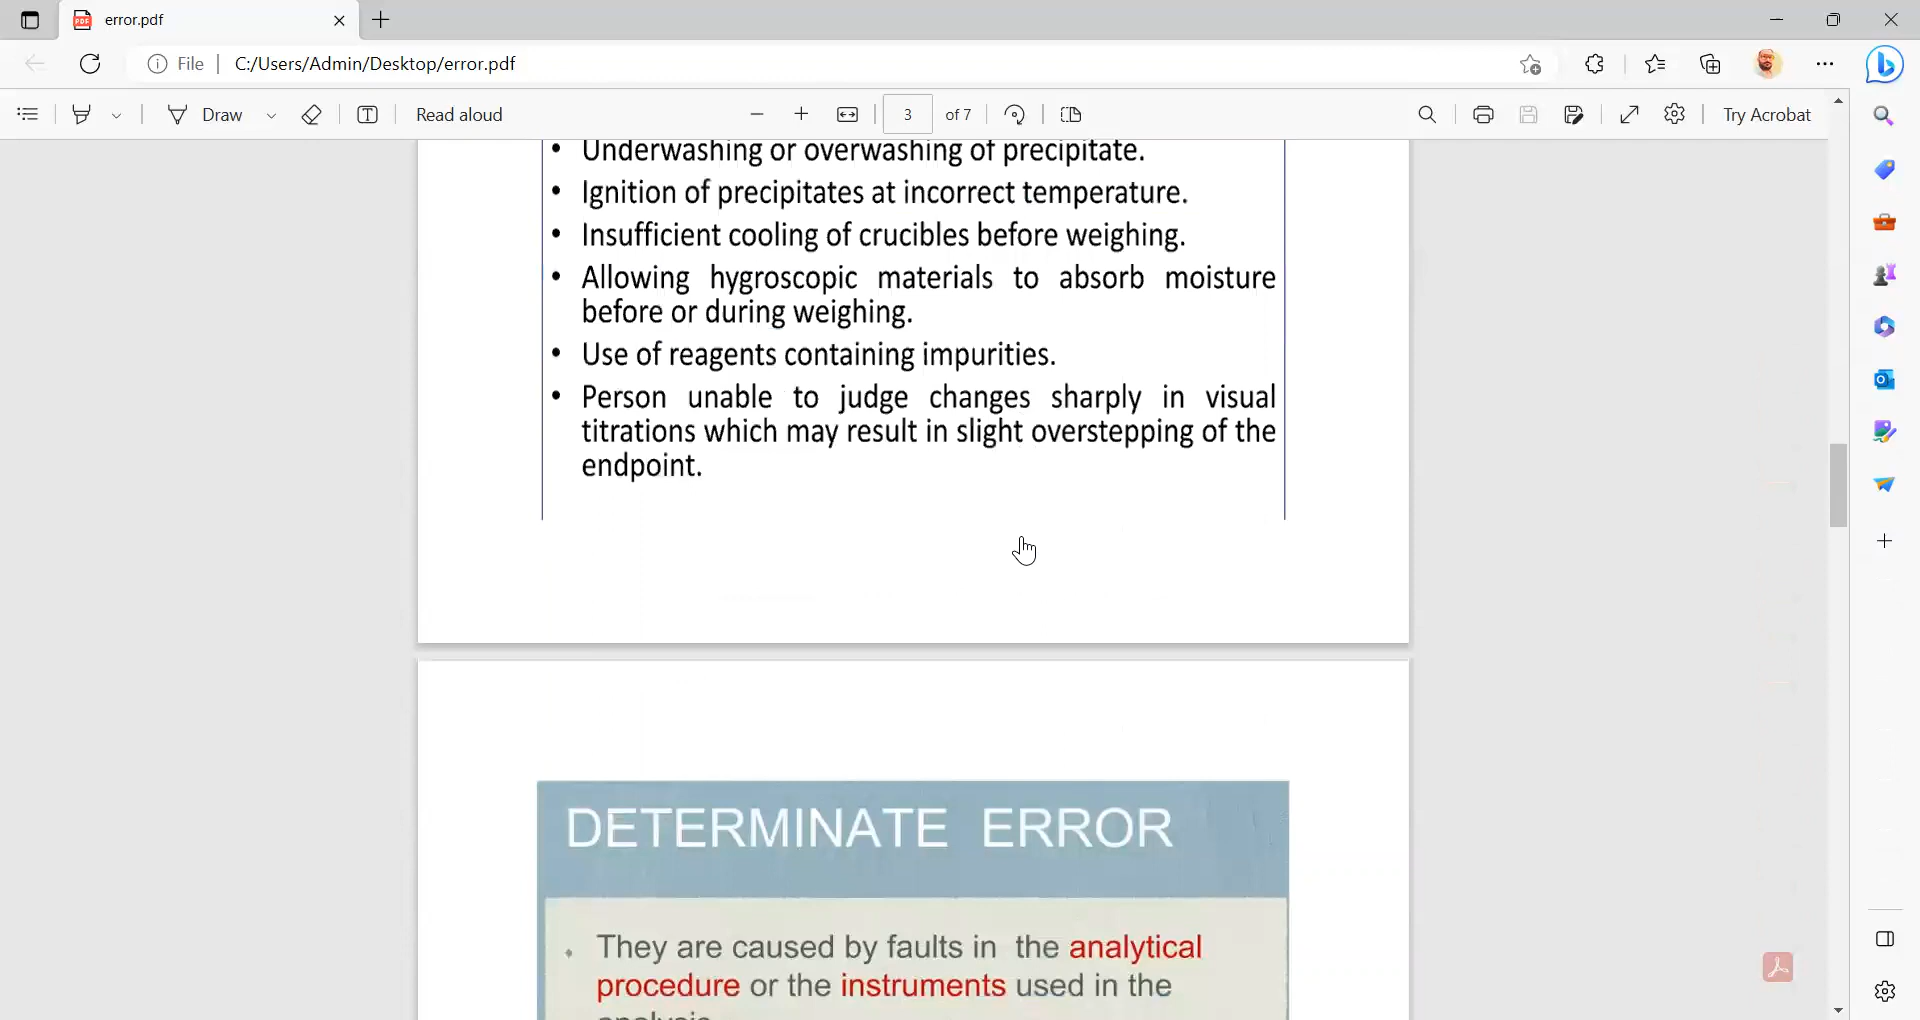 error.pdf
File
C:/Users/Admin/Desktop/error.pdf
Draw
Read aloud
3
of 7
Try Acrobat
• Underwashing or overwashing of precipitate.
• Ignition of precipitates at incorrect temperature.
• Insufficient cooling of crucibles before weighing.
• Allowing hygroscopic materials to absorb moisture
before or during weighing.
• Use of reagents containing impurities.
• Person unable to judge changes sharply in visual
titrations which may result in slight overstepping of the
endpoint.
DETERMINATE ERROR
• They are caused by faults in the analytical
procedure or the instruments used in the